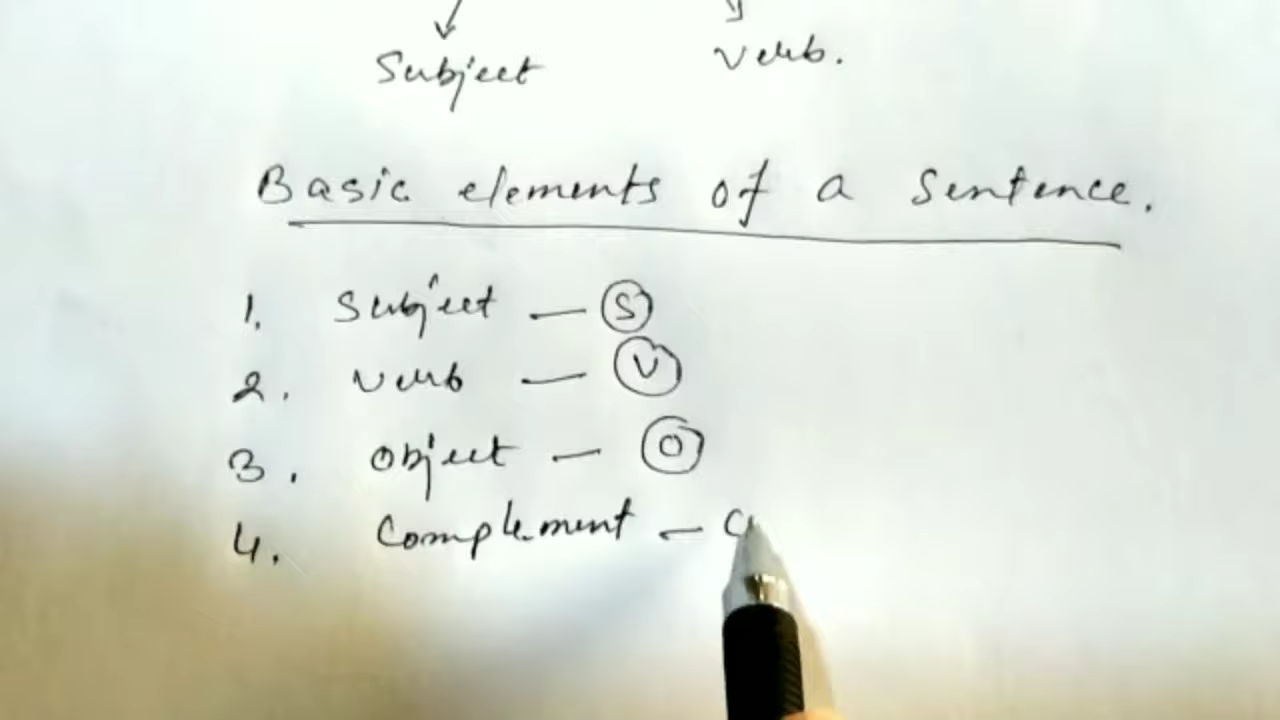 Subject verb.
Basic elements of a Sentence.
1. Subject — S
2. verb — V
3. object — O
4. Complement — C